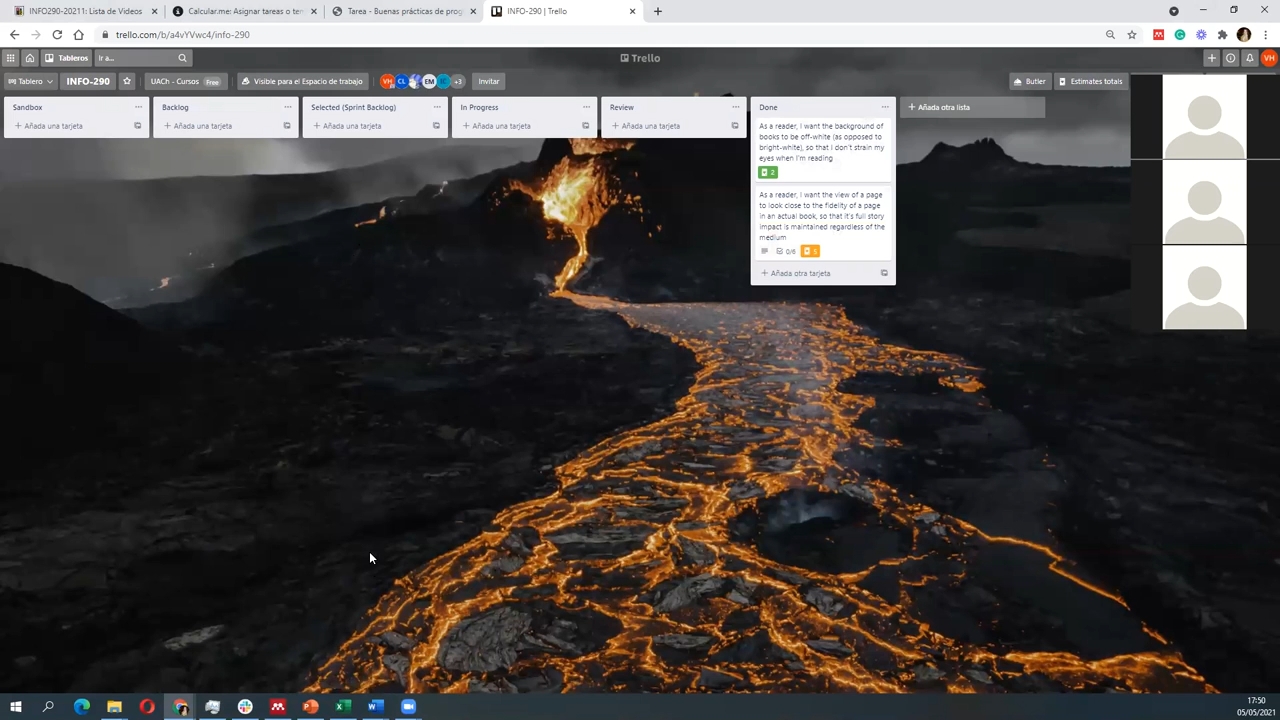 INFO290-20211: Lista de Videos
Calcular.me: Asignar tareas o ten
Tarea - Buenas prácticas de prog
INFO-290 | Trello
trello.com/b/a4vYVwc4/info-290
Tableros
Ir a...
Trello
VH
Tablero
INFO-290
UACh - Cursos Free
Visible para el Espacio de trabajo
VH CL EM +3
Invitar
Butler
Estimates totals
Sandbox
Backlog
Selected (Sprint Backlog)
In Progress
Review
Done
+ Añada otra lista
+ Añada una tarjeta
+ Añada una tarjeta
+ Añada una tarjeta
+ Añada una tarjeta
+ Añada una tarjeta
As a reader, I want the background of
books to be off-white (as opposed to
bright-white), so that I don't strain my
eyes when I'm reading
2
As a reader, I want the view of a page
to look close to the fidelity of a page
in an actual book, so that it's full story
impact is maintained regardless of the
medium
0/6 5
+ Añada otra tarjeta
17:50
05/05/2021